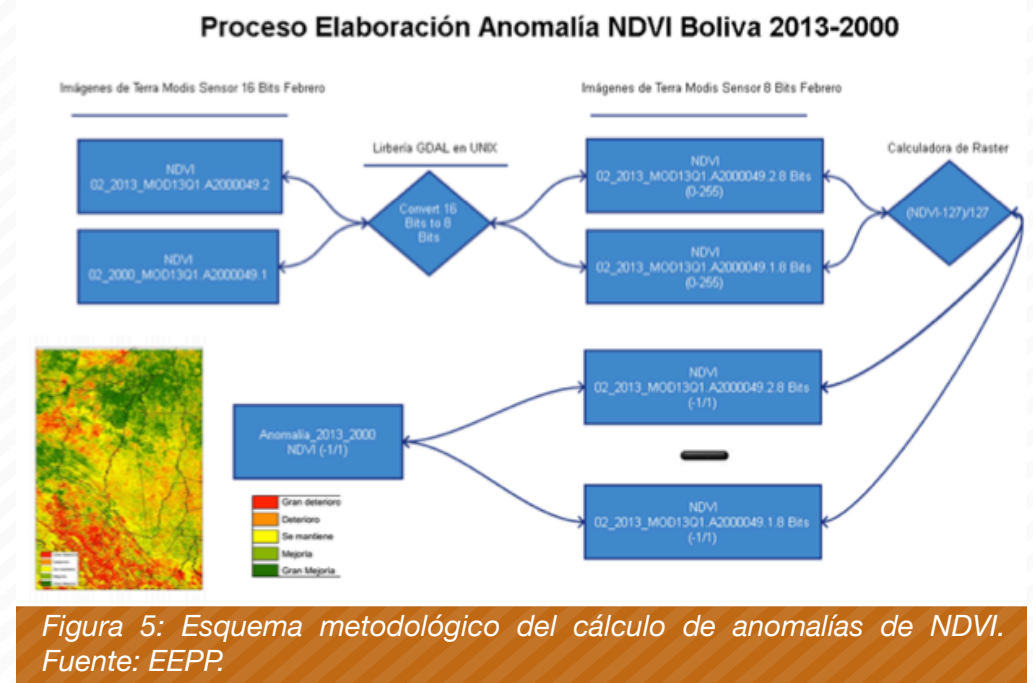 Proceso Elaboración Anomalía NDVI Boliva 2013-2000
Imágenes de Terra Modis Sensor 16 Bits Febrero
Imágenes de Terra Modis Sensor 8 Bits Febrero
NDVI
02_2013_MOD13Q1.A2000049.2
NDVI
02_2000_MOD13Q1.A2000049.1
Lirbería GDAL en UNIX
Convert 16
Bits to 8
Bits
NDVI
02_2013_MOD13Q1.A2000049.2.8 Bits
(0-255)
NDVI
02_2013_MOD13Q1.A2000049.1.8 Bits
(0-255)
Calculadora de Raster
(NDVI-127)/127
NDVI
02_2013_MOD13Q1.A2000049.2.8 Bits
(-1/1)
NDVI
02_2013_MOD13Q1.A2000049.1.8 Bits
(-1/1)
Anomalía_2013_2000
NDVI (-1/1)
Gran deterioro
Deterioro
Se mantiene
Mejoría
Gran Mejoría
Figura 5: Esquema metodológico del cálculo de anomalías de NDVI.
Fuente: EEPP.